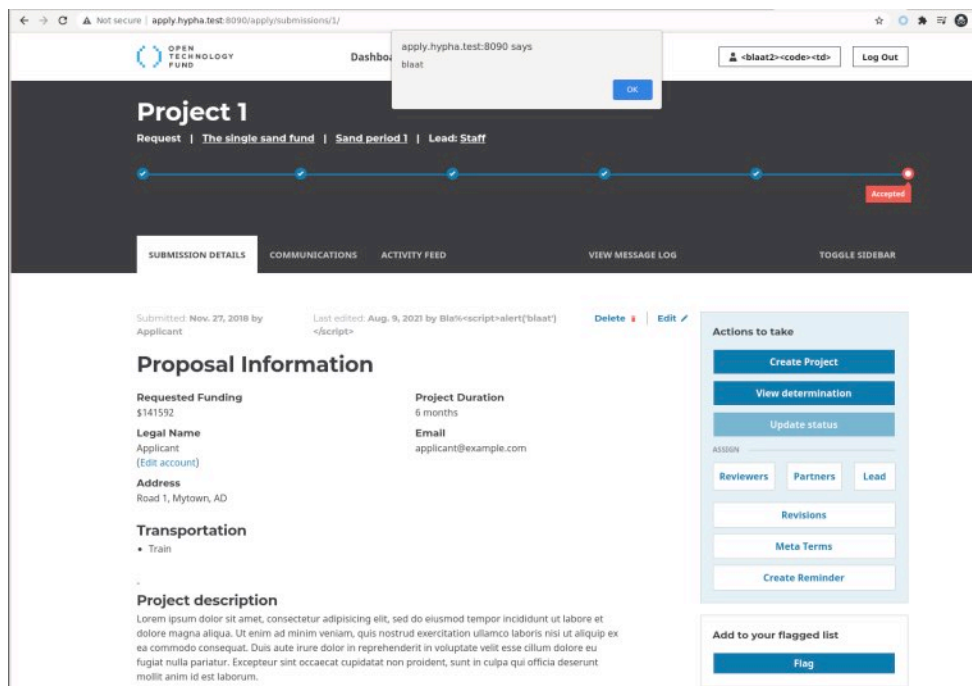 Not secure | apply.hypha.test:8090/apply/submissions/1/
OPEN
TECHNOLOGY
FUND
apply.hypha.test:8090 says
blaat
OK
<blaat2><code><td>
Log Out
Project 1
Request | The single sand fund | Sand period 1 | Lead: Staff
Accepted
SUBMISSION DETAILS COMMUNICATIONS ACTIVITY FEED VIEW MESSAGE LOG TOGGLE SIDEBAR
Submitted: Nov. 27, 2018 by
Applicant
Last edited: Aug. 9, 2021 by Bla%<script>alert('blaat')
</script>
Delete | Edit
Proposal Information
Requested Funding
$141592
Project Duration
6 months
Legal Name
Applicant
(Edit account)
Email
applicant@example.com
Address
Road 1, Mytown, AD
Transportation
• Train
.
Project description
Lorem ipsum dolor sit amet, consectetur adipisicing elit, sed do eiusmod tempor incididunt ut labore et
dolore magna aliqua. Ut enim ad minim veniam, quis nostrud exercitation ullamco laboris nisi ut aliquip ex
ea commodo consequat. Duis aute irure dolor in reprehenderit in voluptate velit esse cillum dolore eu
fugiat nulla pariatur. Excepteur sint occaecat cupidatat non proident, sunt in culpa qui officia deserunt
mollit anim id est laborum.
Actions to take
Create Project
View determination
Update status
ASSIGN
Reviewers
Partners
Lead
Revisions
Meta Terms
Create Reminder
Add to your flagged list
Flag